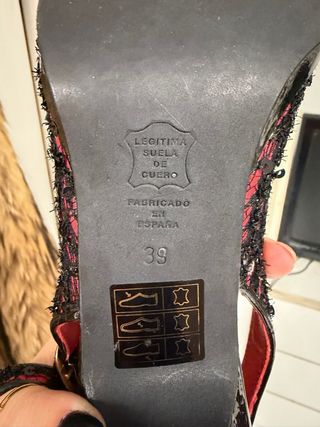 LEGITIMA
SUELA
DE
CUERO
FABRICADO
EN
ESPAÑA
39